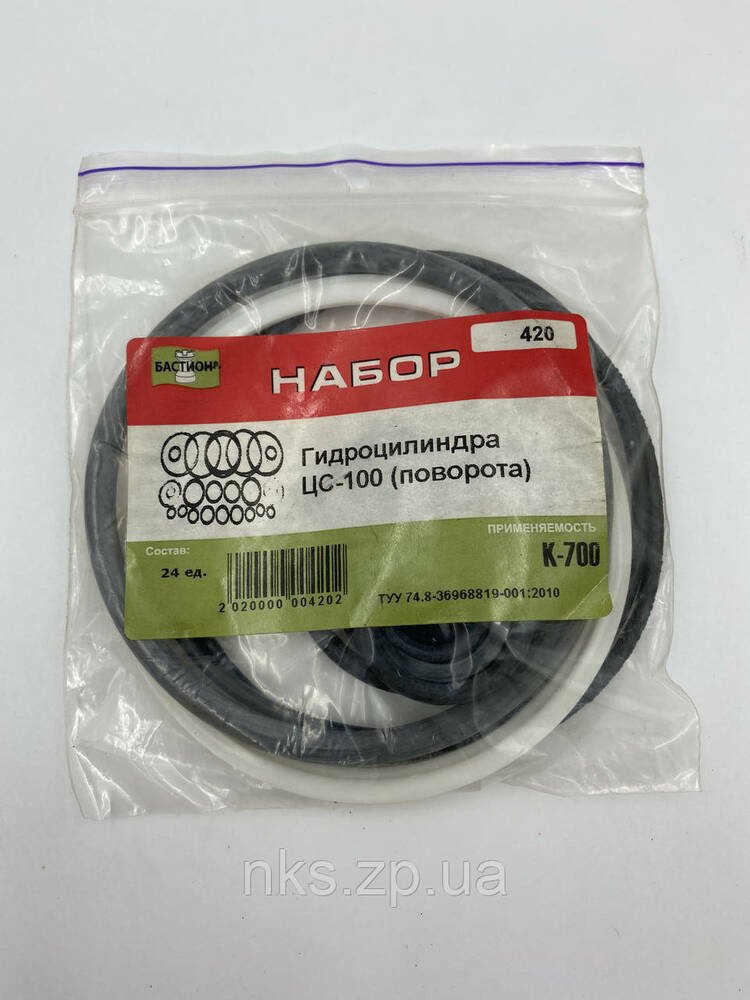 420
БАСТИОН
НАБОР
Гидроцилиндра
ЦС-100 (поворота)
ПРИМЕНЯЕМОСТЬ
К-700
Состав:
24 ед.
2 020000 004202
ТУУ 74.8-36968819-001:2010
nks.zp.ua